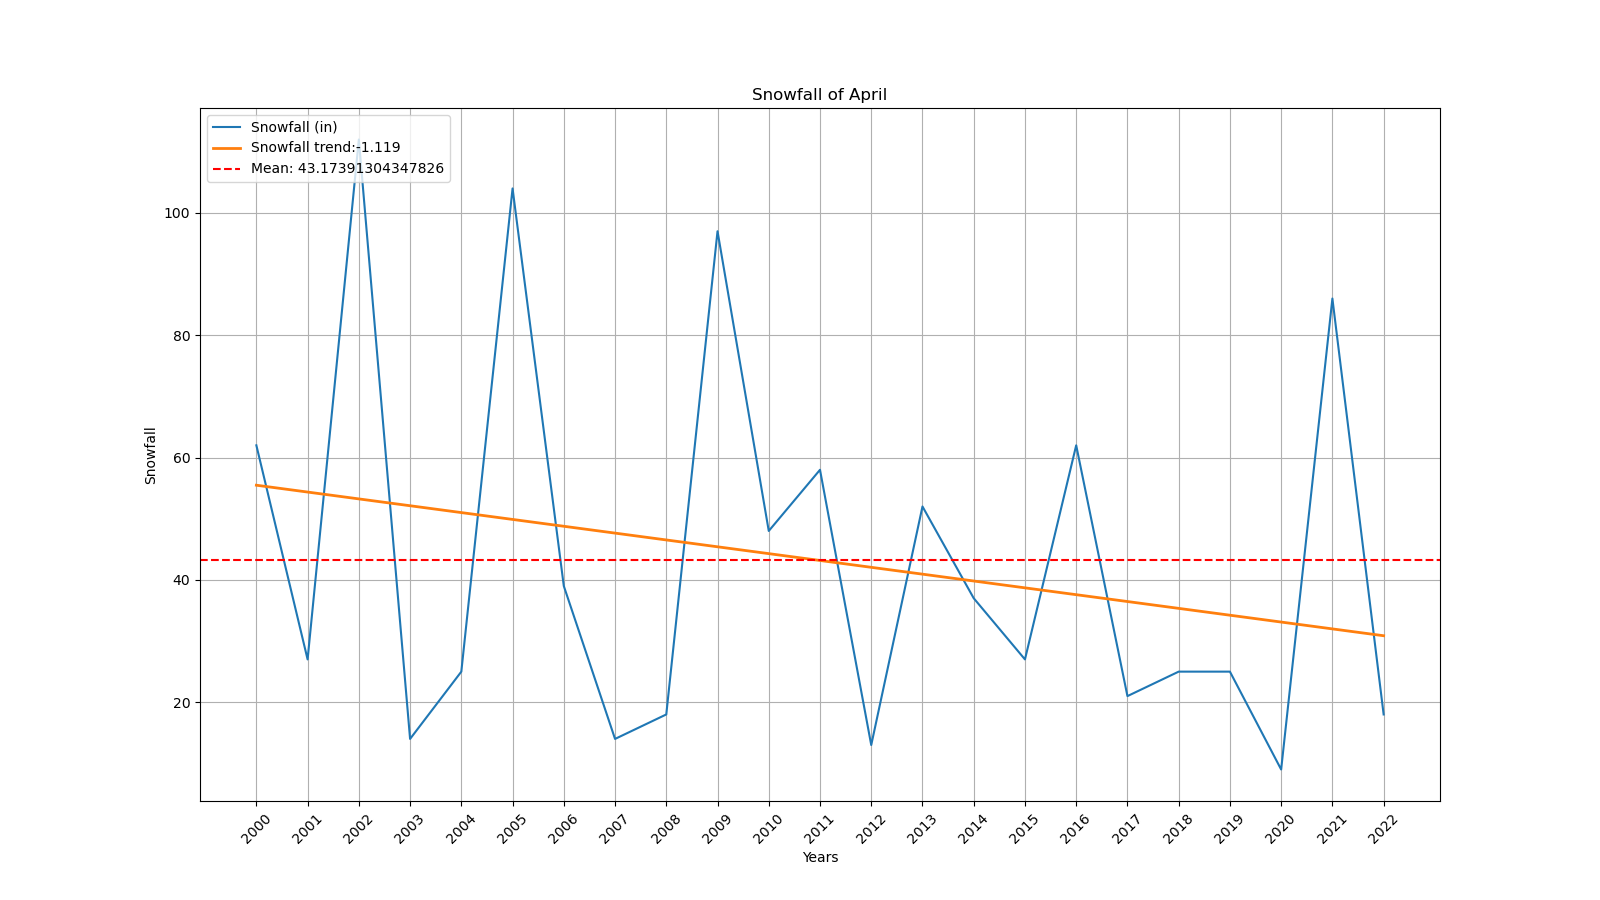 Snowfall of April
Snowfall (in)
Snowfall trend:-1.119
Mean: 43.17391304347826
100
80
60
40
20
Snowfall
2000 2001 2002 2003 2004 2005 2006 2007 2008 2009 2010 2011 2012 2013 2014 2015 2016 2017 2018 2019 2020 2021 2022
Years